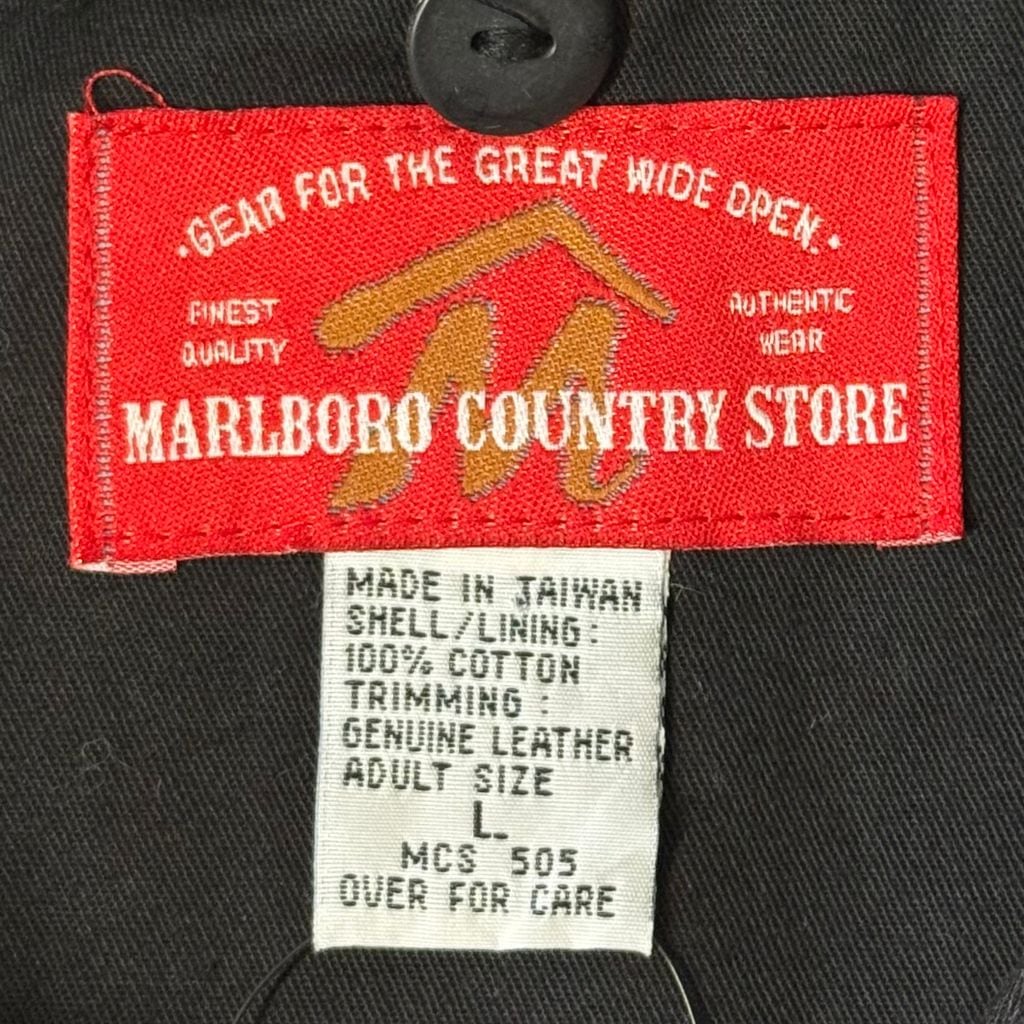 ·GEAR FOR THE GREAT WIDE OPEN.·
FINEST
QUALITY
AUTHENTIC
WEAR
MARLBORO COUNTRY STORE
MADE IN TAIWAN
SHELL/LINING:
100% COTTON
TRIMMING :
GENUINE LEATHER
ADULT SIZE
L
MCS 505
OVER FOR CARE